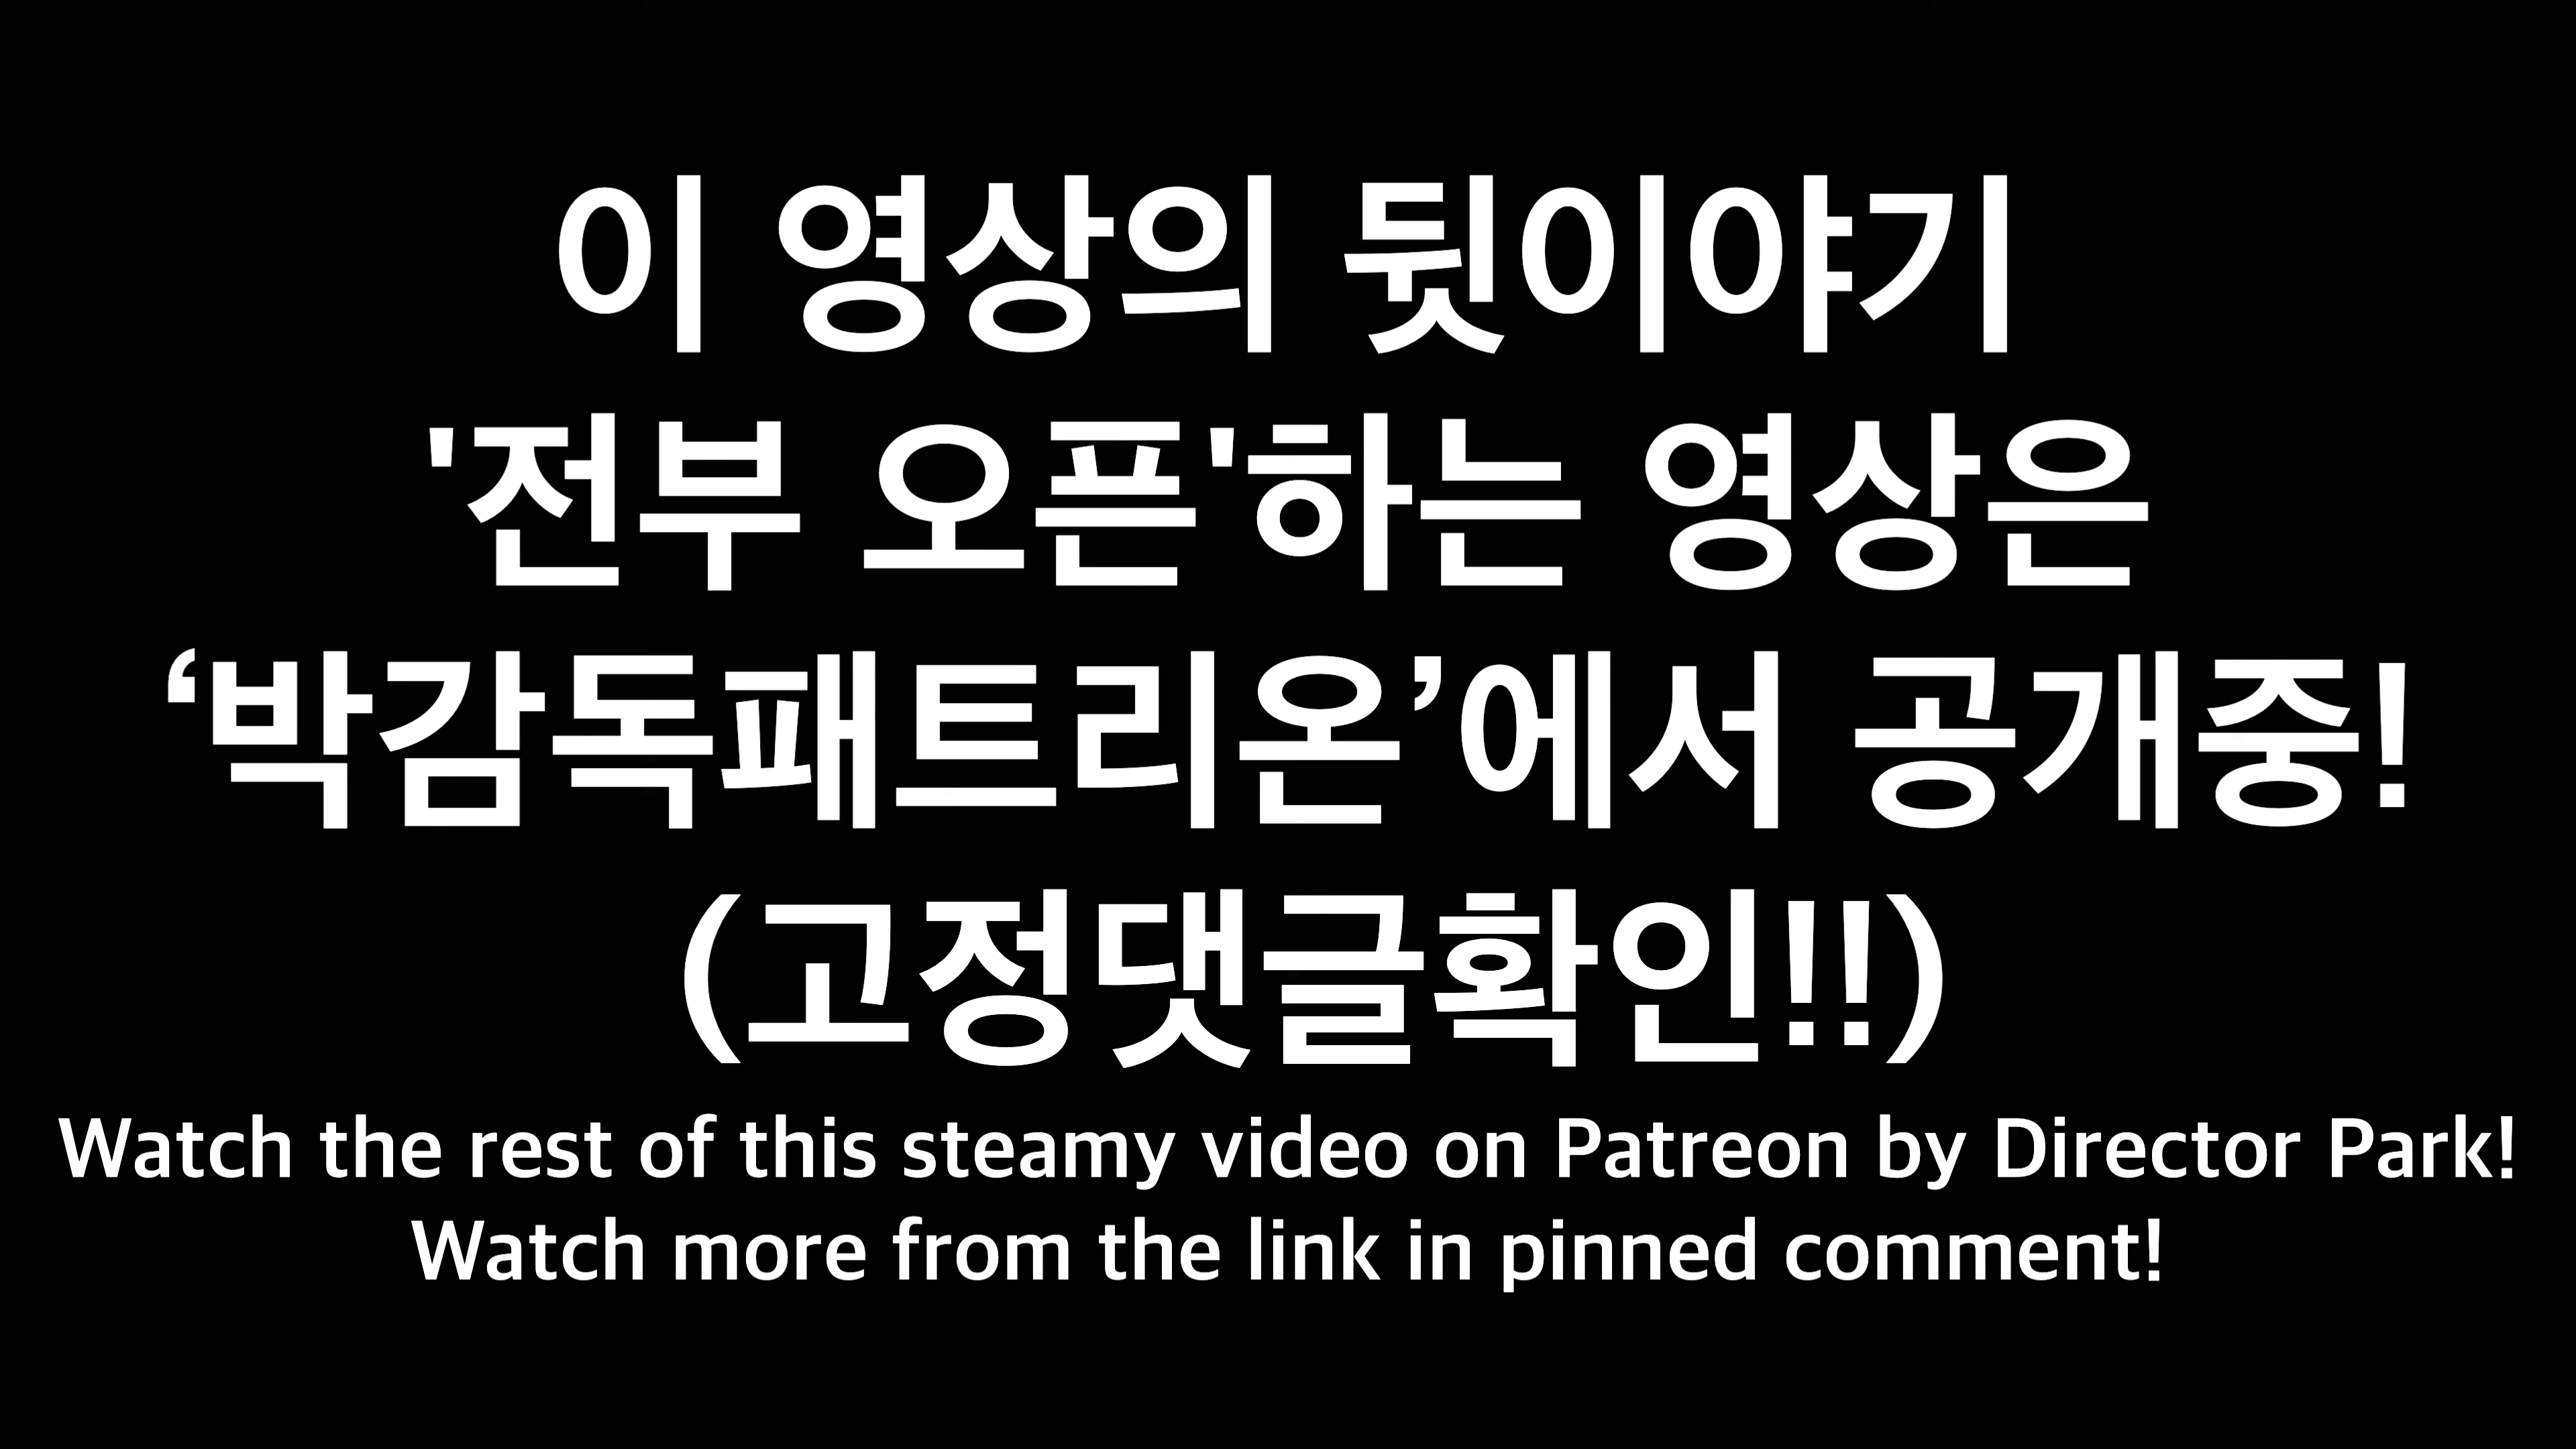 이 영상의 뒷이야기
'전부 오픈'하는 영상은
‘박감독패트리온’에서 공개중!
(고정댓글확인!!)
Watch the rest of this steamy video on Patreon by Director Park!
Watch more from the link in pinned comment!